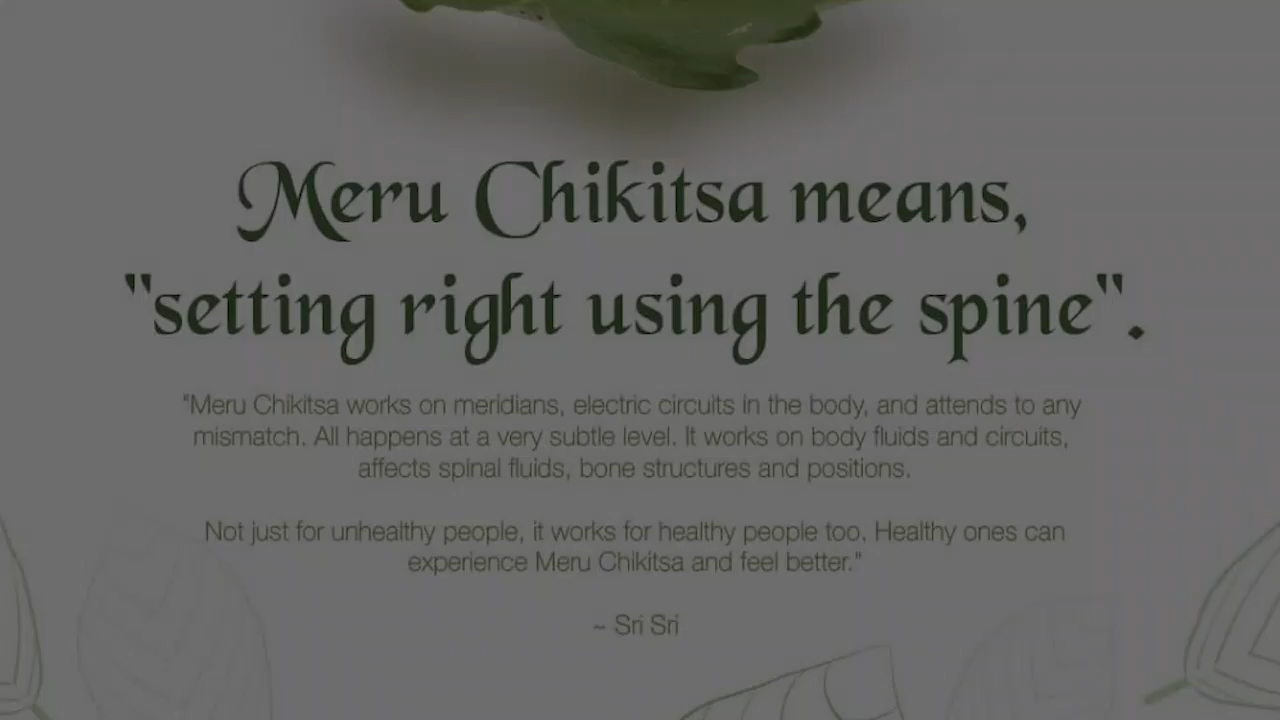 Meru Chikitsa means,
"setting right using the spine".
"Meru Chikitsa works on meridians, electric circuits in the body, and attends to any
mismatch. All happens at a very subtle level. It works on body fluids and circuits,
affects spinal fluids, bone structures and positions.
Not just for unhealthy people, it works for healthy people too. Healthy ones can
experience Meru Chikitsa and feel better."
~ Sri Sri